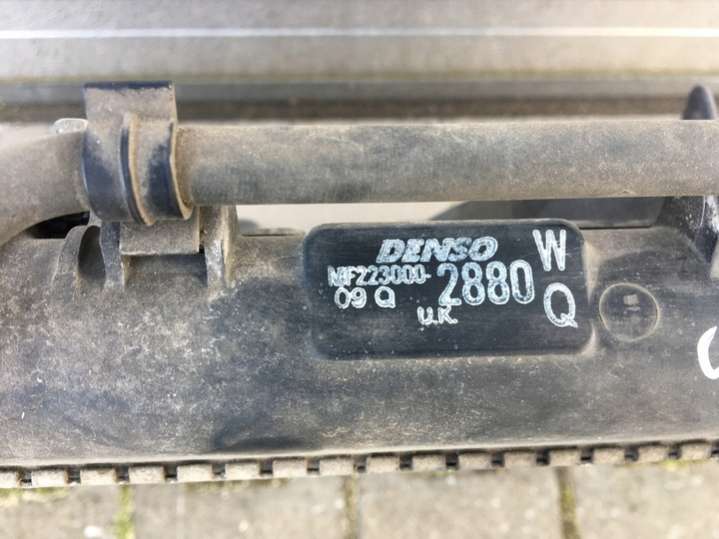 DENSO W
MF223000-2880
09 Q U.K. Q